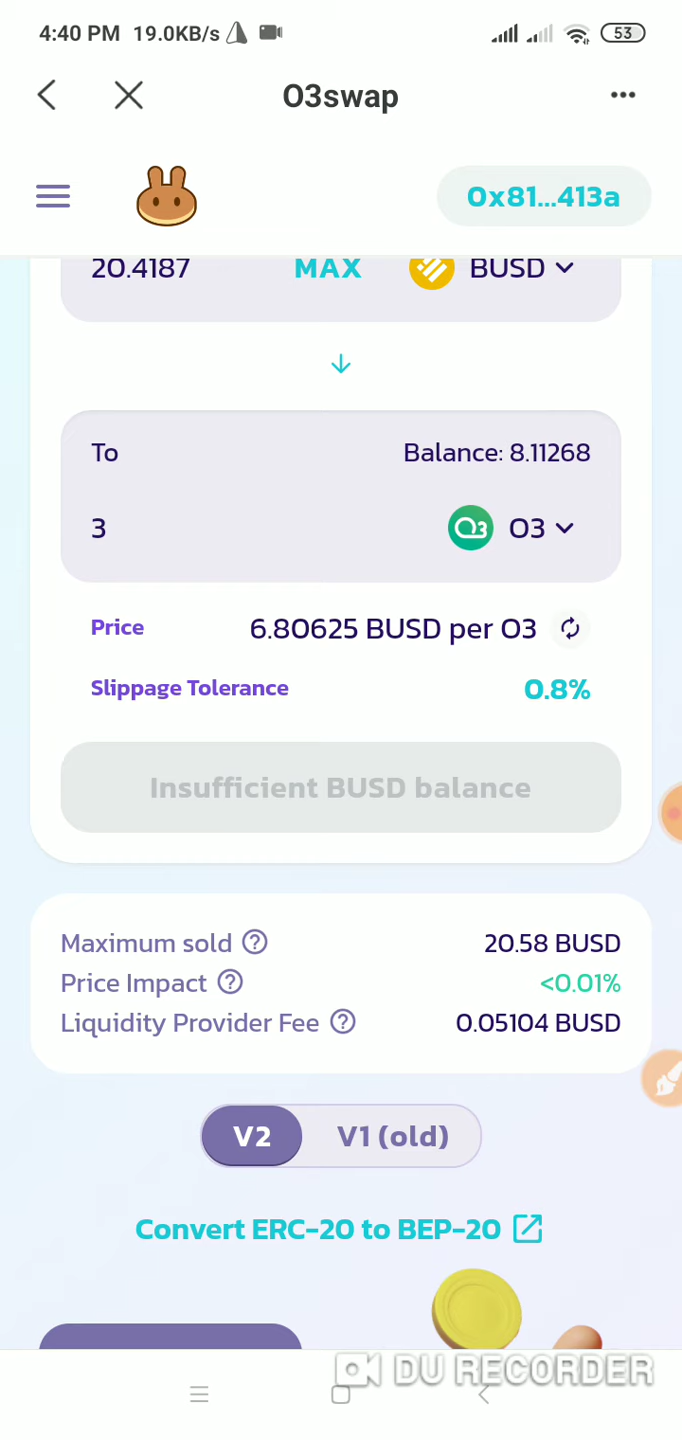 4:40 PM 19.0KB/s 53
O3swap
0x81...413a
20.4187 MAX BUSD
To Balance: 8.11268
3 O3 O3
Price 6.80625 BUSD per O3
Slippage Tolerance 0.8%
Insufficient BUSD balance
Maximum sold ? 20.58 BUSD
Price Impact ? <0.01%
Liquidity Provider Fee ? 0.05104 BUSD
V2 V1 (old)
Convert ERC-20 to BEP-20
DU RECORDER